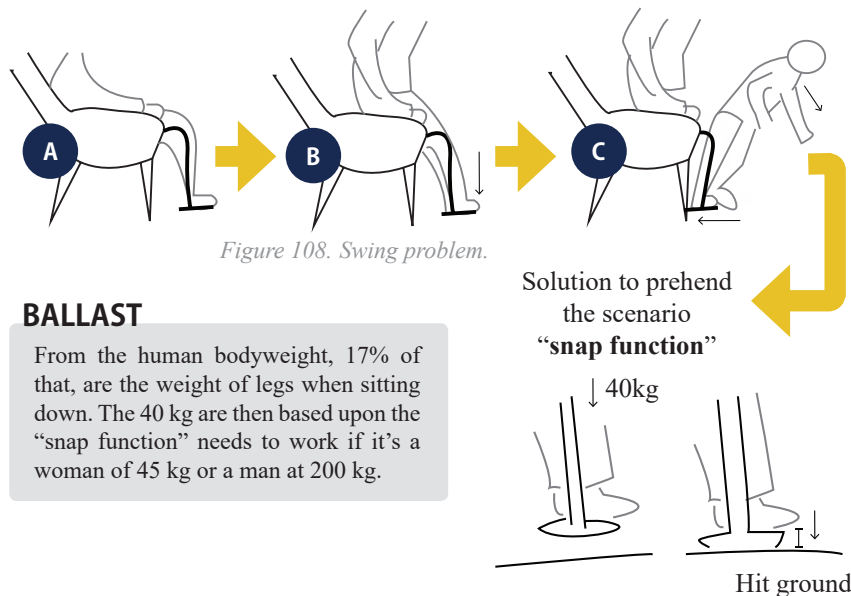 A
B
C
Figure 108. Swing problem.
Solution to prehend
the scenario
“snap function”
BALLAST
From the human bodyweight, 17% of
that, are the weight of legs when sitting
down. The 40 kg are then based upon the
“snap function” needs to work if it’s a
woman of 45 kg or a man at 200 kg.
40kg
Hit ground